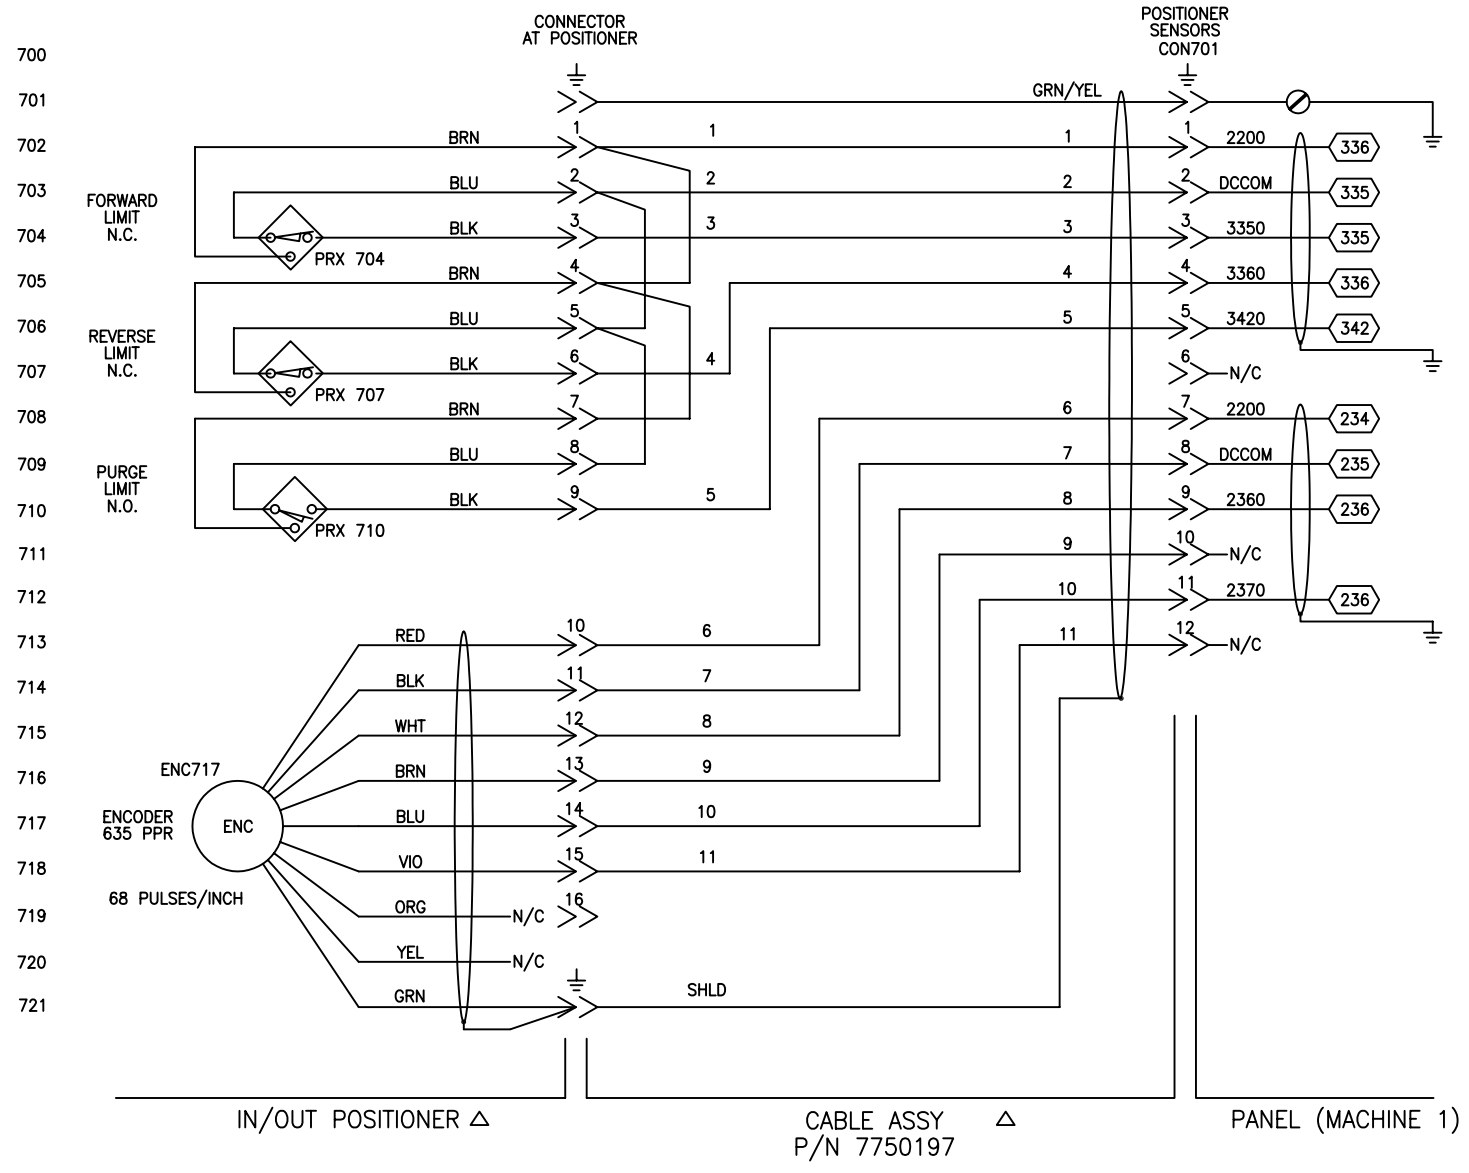 CONNECTOR
AT POSITIONER
POSITIONER
SENSORS
CON701
700
701 GRN/YEL
702 BRN 1 1 1 1 2200 336
703 BLU 2 2 2 2 DCCOM 335
FORWARD
LIMIT
N.C.
704 BLK 3 3 3 3 3350 335
PRX 704
705 BRN 4 4 4 3360 336
706 BLU 5 5 5 3420 342
REVERSE
LIMIT
N.C.
707 BLK 6 4 6 N/C
PRX 707
708 BRN 7 6 7 2200 234
709 BLU 8 7 8 DCCOM 235
PURGE
LIMIT
N.O.
710 BLK 9 5 8 9 2360 236
PRX 710
711 9 10 N/C
712 10 11 2370 236
713 RED 10 6 11 12 N/C
714 BLK 11 7
715 WHT 12 8
716 BRN 13 9
ENC717
717 BLU 14 10
ENCODER
635 PPR
ENC
718 VIO 15 11
68 PULSES/INCH
719 ORG N/C 16
720 YEL N/C
721 GRN SHLD
IN/OUT POSITIONER △
CABLE ASSY △
P/N 7750197
PANEL (MACHINE 1)